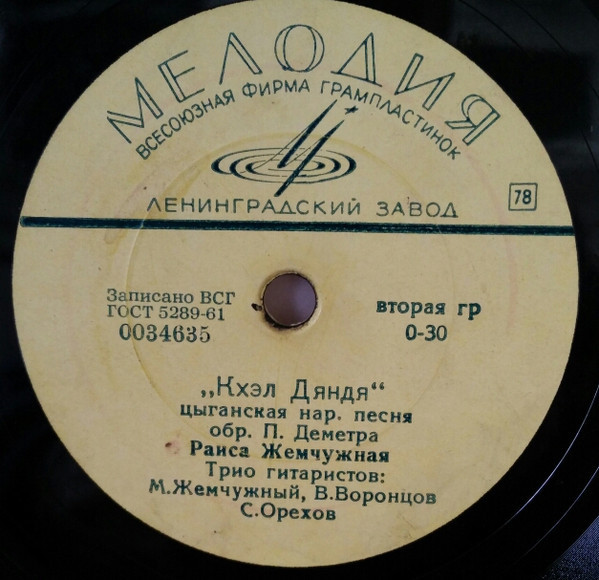 МЕЛОДИЯ
ВСЕСОЮЗНАЯ ФИРМА ГРАМПЛАСТИНОК
ЛЕНИНГРАДСКИЙ ЗАВОД
78
Записано ВСГ
ГОСТ 5289-61
0034635
вторая гр
0-30
„Кхэл Дяндя“
цыганская нар. песня
обр. П. Деметра
Раиса Жемчужная
Трио гитаристов:
М.Жемчужный, В.Воронцов
С.Орехов